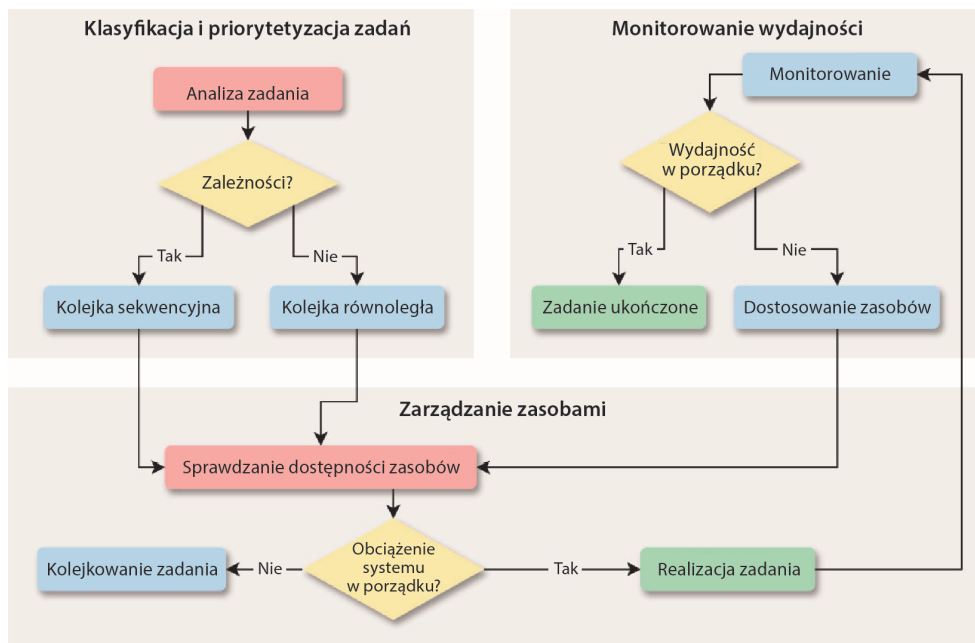 Klasyfikacja i priorytetyzacja zadań
Analiza zadania
Zależności?
Tak
Nie
Kolejka sekwencyjna
Kolejka równoległa
Monitorowanie wydajności
Monitorowanie
Wydajność
w porządku?
Tak
Nie
Zadanie ukończone
Dostosowanie zasobów
Zarządzanie zasobami
Sprawdzanie dostępności zasobów
Obciążenie
systemu
w porządku?
Nie
Tak
Kolejkowanie zadania
Realizacja zadania